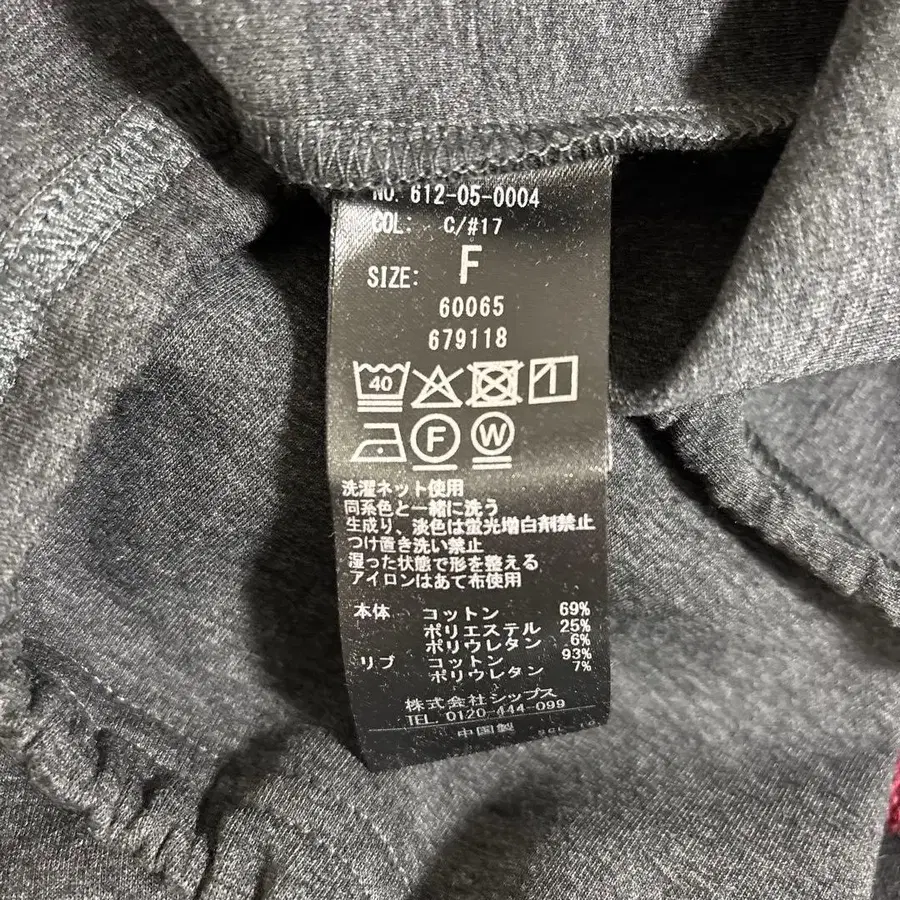 NO. 612-05-0004
COL: C/#17
SIZE: F
60065
679118
40
F W
洗濯ネット使用
同系色と一緒に洗う
生成り、淡色は蛍光増白剤禁止
つけ置き洗い禁止
湿った状態で形を整える
アイロンはあて布使用
本体 コットン 69%
ポリエステル 25%
ポリウレタン 6%
リブ コットン 93%
ポリウレタン 7%
株式会社シップス
TEL. 0120-444-099
中国製